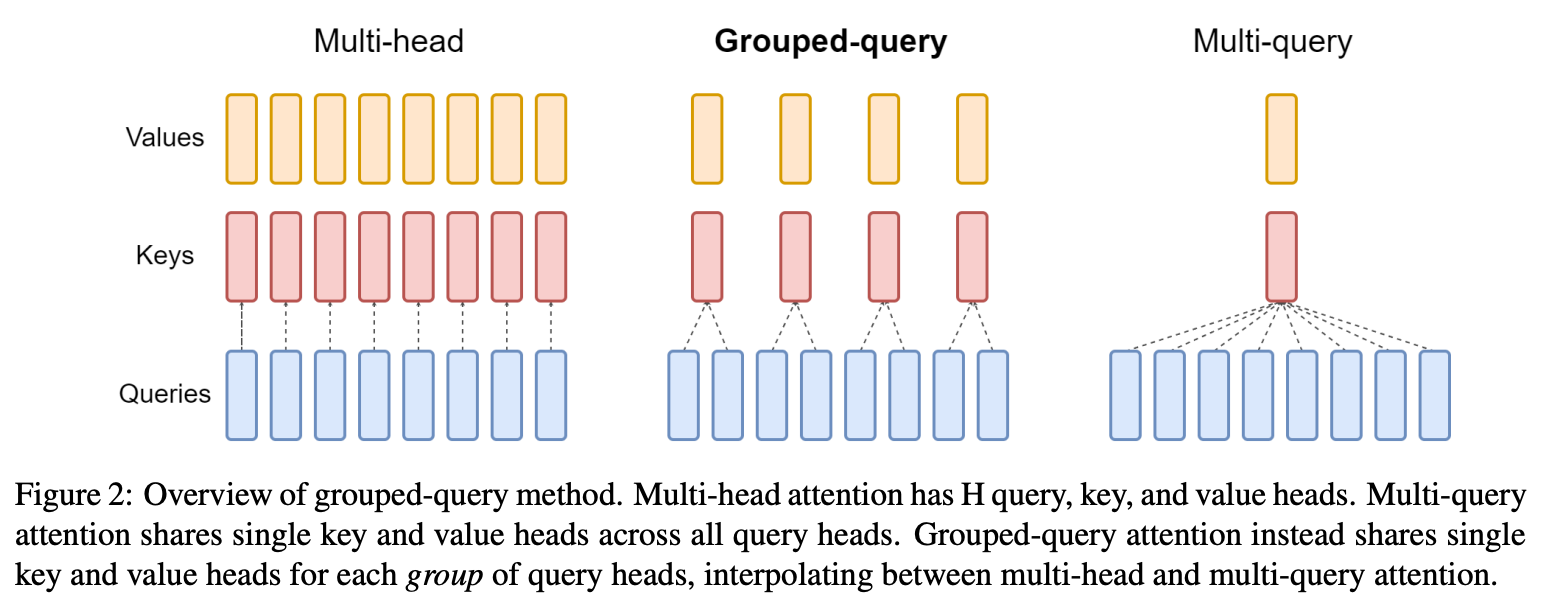 Multi-head
Grouped-query
Multi-query
Values
Keys
Queries
Figure 2: Overview of grouped-query method. Multi-head attention has H query, key, and value heads. Multi-query
attention shares single key and value heads across all query heads. Grouped-query attention instead shares single
key and value heads for each group of query heads, interpolating between multi-head and multi-query attention.